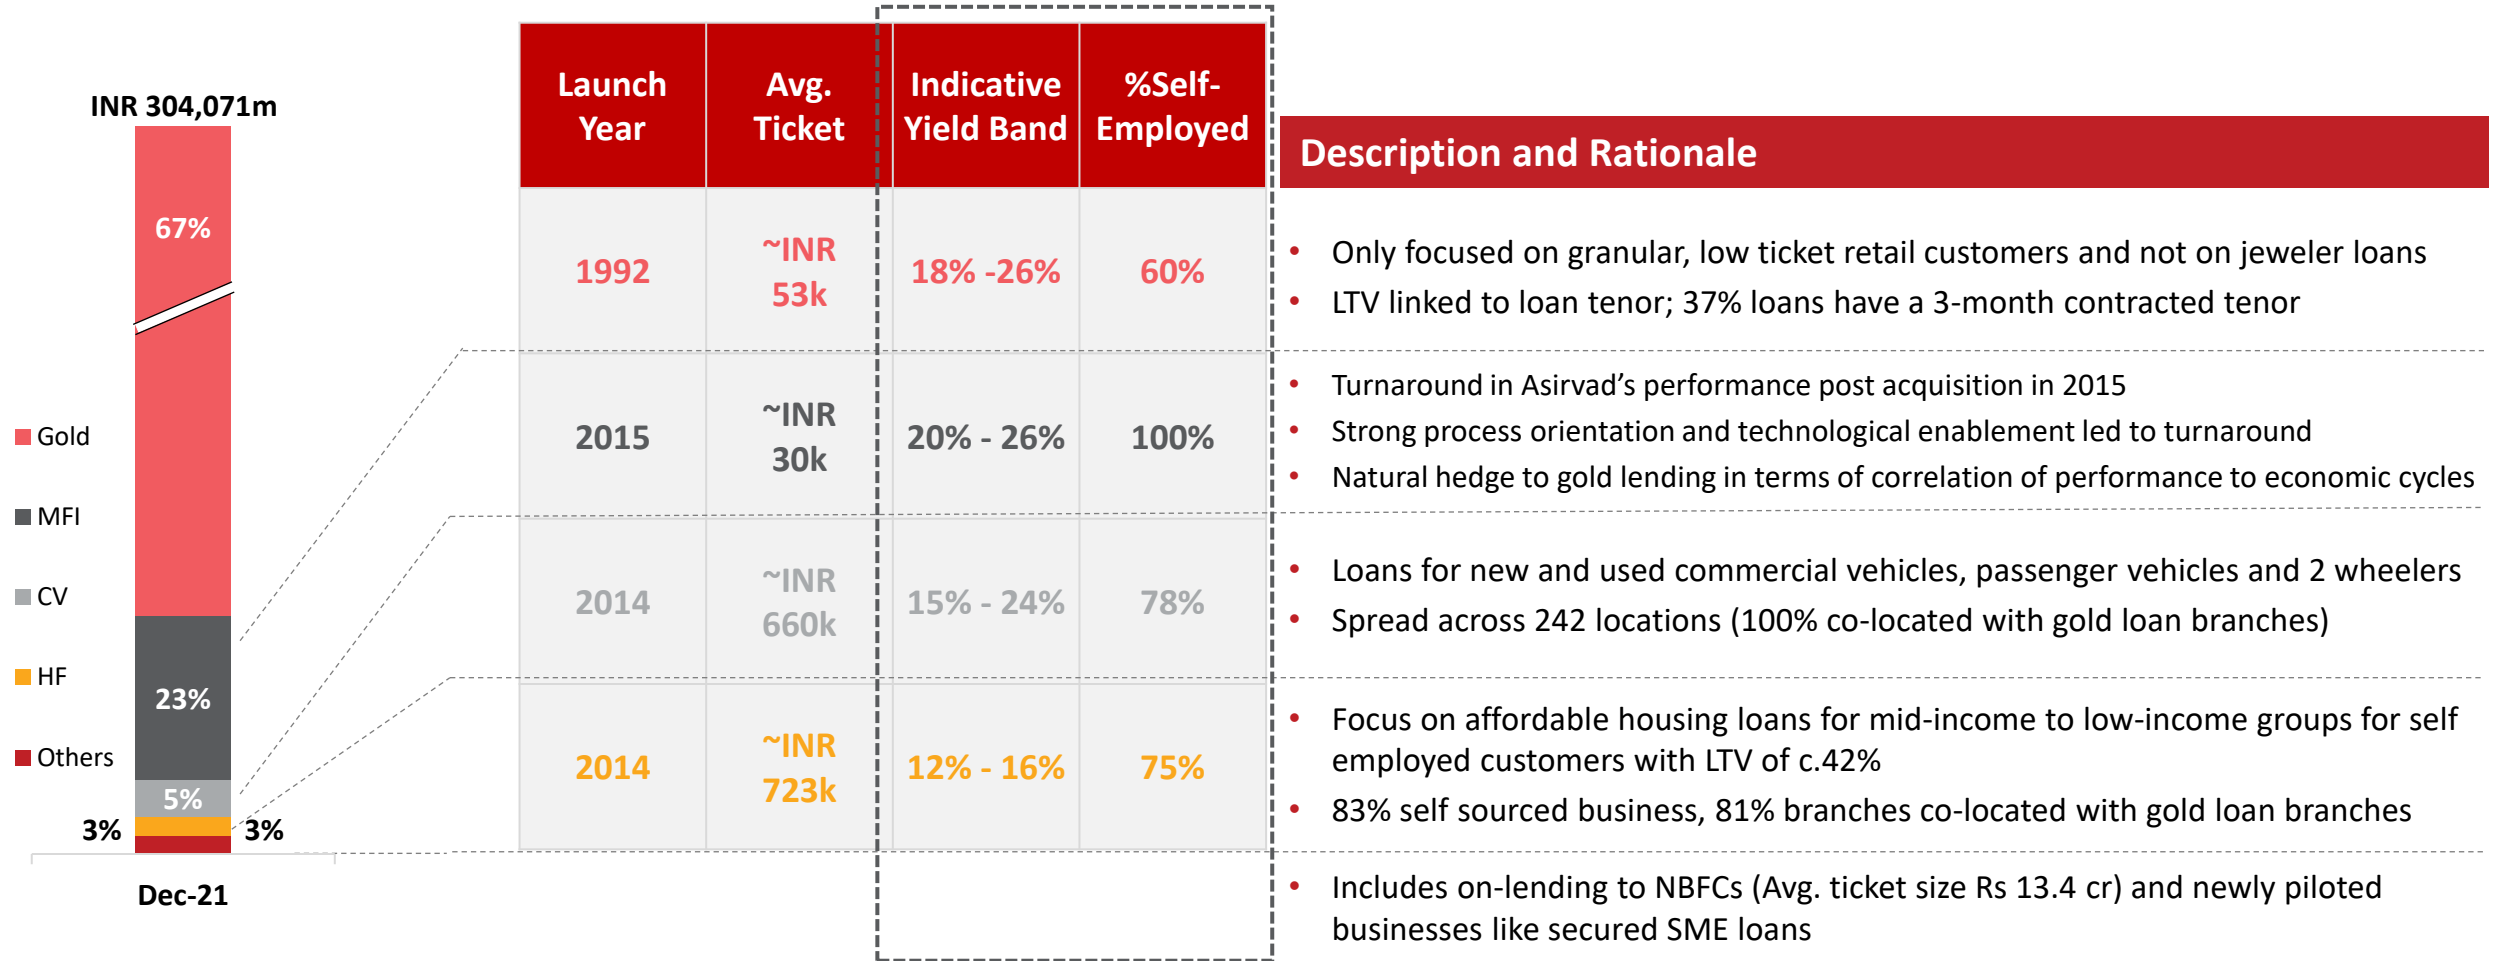 INR 304,071m
67%
23%
5%
3%
3%
Dec-21
Gold
MFI
CV
HF
Others
Launch
Year
Avg.
Ticket
Indicative
Yield Band
%Self-
Employed
1992
~INR
53k
18% -26%
60%
2015
~INR
30k
20% - 26%
100%
2014
~INR
660k
15% - 24%
78%
2014
~INR
723k
12% - 16%
75%
Description and Rationale
• Only focused on granular, low ticket retail customers and not on jeweler loans
• LTV linked to loan tenor; 37% loans have a 3-month contracted tenor
• Turnaround in Asirvad’s performance post acquisition in 2015
• Strong process orientation and technological enablement led to turnaround
• Natural hedge to gold lending in terms of correlation of performance to economic cycles
• Loans for new and used commercial vehicles, passenger vehicles and 2 wheelers
• Spread across 242 locations (100% co-located with gold loan branches)
• Focus on affordable housing loans for mid-income to low-income groups for self
employed customers with LTV of c.42%
• 83% self sourced business, 81% branches co-located with gold loan branches
• Includes on-lending to NBFCs (Avg. ticket size Rs 13.4 cr) and newly piloted
businesses like secured SME loans